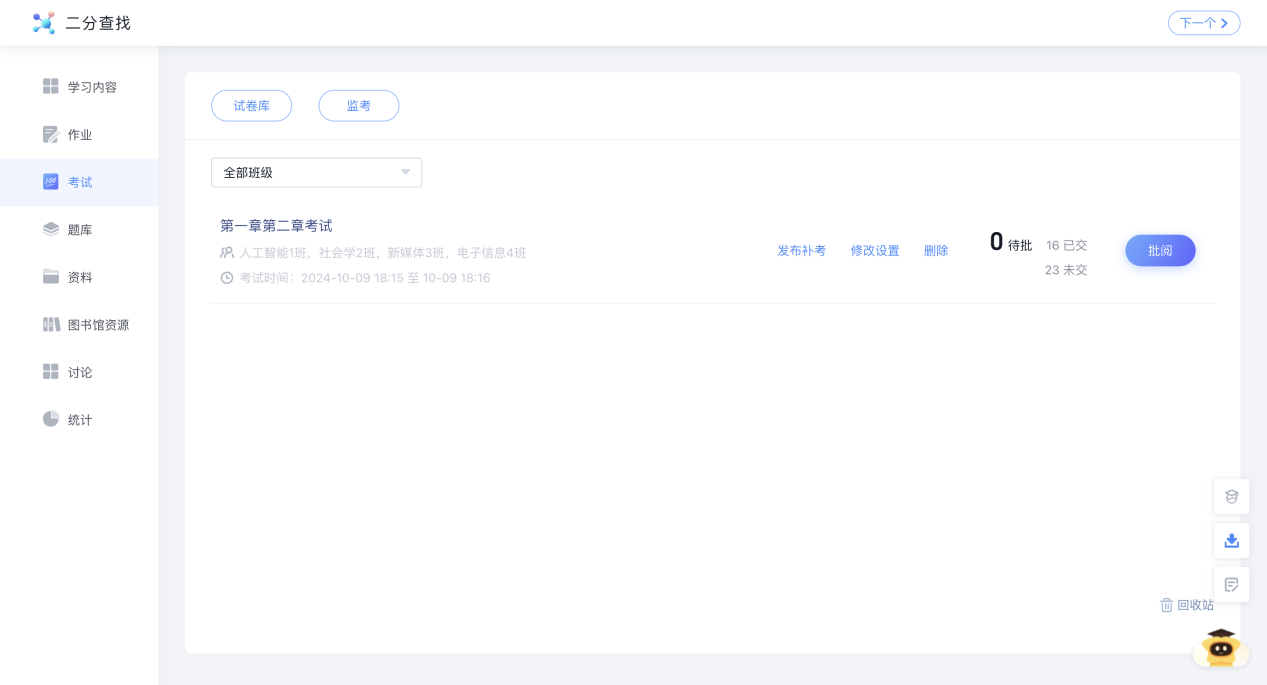 二分查找
下一个
学习内容
作业
考试
题库
资料
图书馆资源
讨论
统计
试卷库 监考
全部班级
第一章第二章考试
人工智能1班，社会学2班，新媒体3班，电子信息4班
考试时间：2024-10-09 18:15 至 10-09 18:16
发布补考 修改设置 删除
0 待批
16 已交
23 未交
批阅
回收站
100